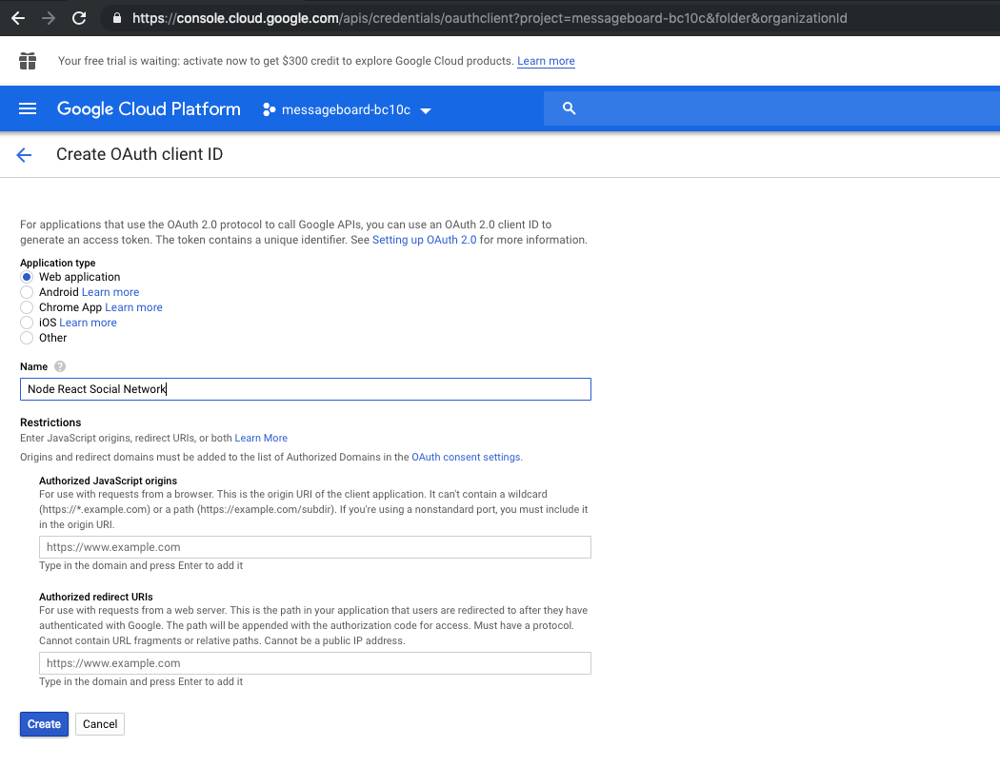 https://console.cloud.google.com/apis/credentials/oauthclient?project=messageboard-bc10c&folder&organizationId
Your free trial is waiting: activate now to get $300 credit to explore Google Cloud products. Learn more
Google Cloud Platform messageboard-bc10c
Create OAuth client ID
For applications that use the OAuth 2.0 protocol to call Google APIs, you can use an OAuth 2.0 client ID to
generate an access token. The token contains a unique identifier. See Setting up OAuth 2.0 for more information.
Application type
Web application
Android Learn more
Chrome App Learn more
iOS Learn more
Other
Name ?
Node React Social Network
Restrictions
Enter JavaScript origins, redirect URIs, or both Learn More
Origins and redirect domains must be added to the list of Authorized Domains in the OAuth consent settings.
Authorized JavaScript origins
For use with requests from a browser. This is the origin URI of the client application. It can't contain a wildcard
(https://*.example.com) or a path (https://example.com/subdir). If you're using a nonstandard port, you must include it
in the origin URI.
https://www.example.com
Type in the domain and press Enter to add it
Authorized redirect URIs
For use with requests from a web server. This is the path in your application that users are redirected to after they have
authenticated with Google. The path will be appended with the authorization code for access. Must have a protocol.
Cannot contain URL fragments or relative paths. Cannot be a public IP address.
https://www.example.com
Type in the domain and press Enter to add it
Create Cancel